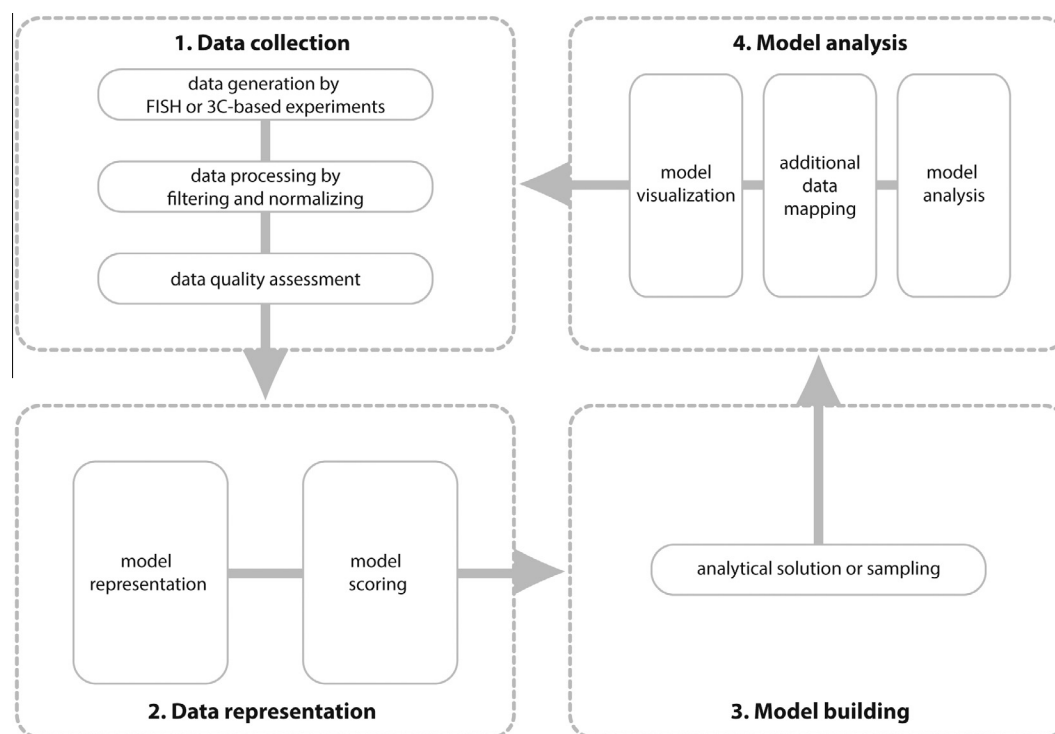 1. Data collection
data generation by
FISH or 3C-based experiments
data processing by
filtering and normalizing
data quality assessment
4. Model analysis
model
visualization
additional
data
mapping
model
analysis
model
representation
model
scoring
2. Data representation
analytical solution or sampling
3. Model building